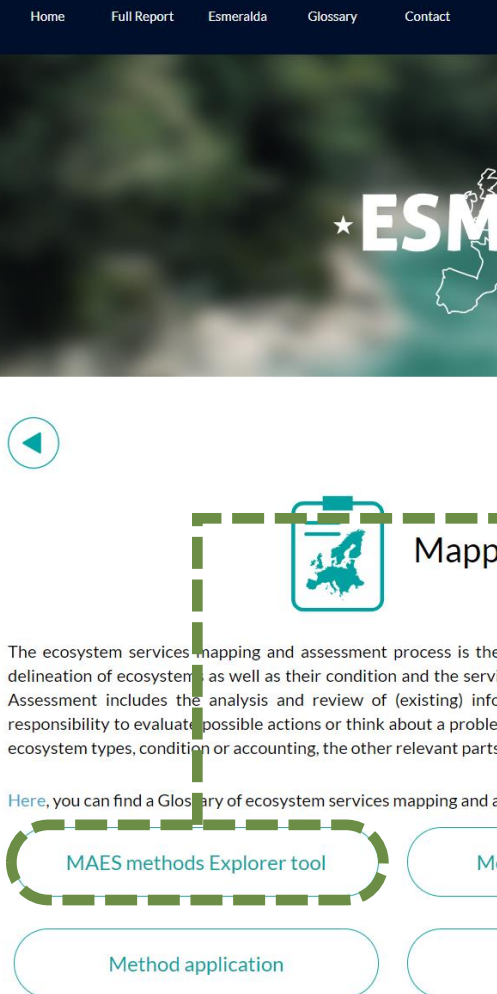 Home Full Report Esmeralda Glossary Contact
ESM
Mapp
The ecosystem services mapping and assessment process is the
delineation of ecosystems as well as their condition and the servi
Assessment includes the analysis and review of (existing) info
responsibility to evaluate possible actions or think about a proble
ecosystem types, condition or accounting, the other relevant parts
Here, you can find a Glossary of ecosystem services mapping and a
MAES methods Explorer tool Me
Method application